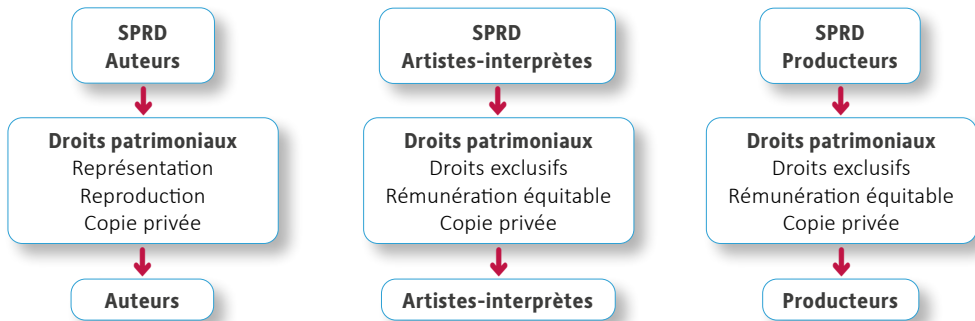 SPRD
Auteurs
Droits patrimoniaux
Représentation
Reproduction
Copie privée
Auteurs
SPRD
Artistes-interprètes
Droits patrimoniaux
Droits exclusifs
Rémunération équitable
Copie privée
Artistes-interprètes
SPRD
Producteurs
Droits patrimoniaux
Droits exclusifs
Rémunération équitable
Copie privée
Producteurs